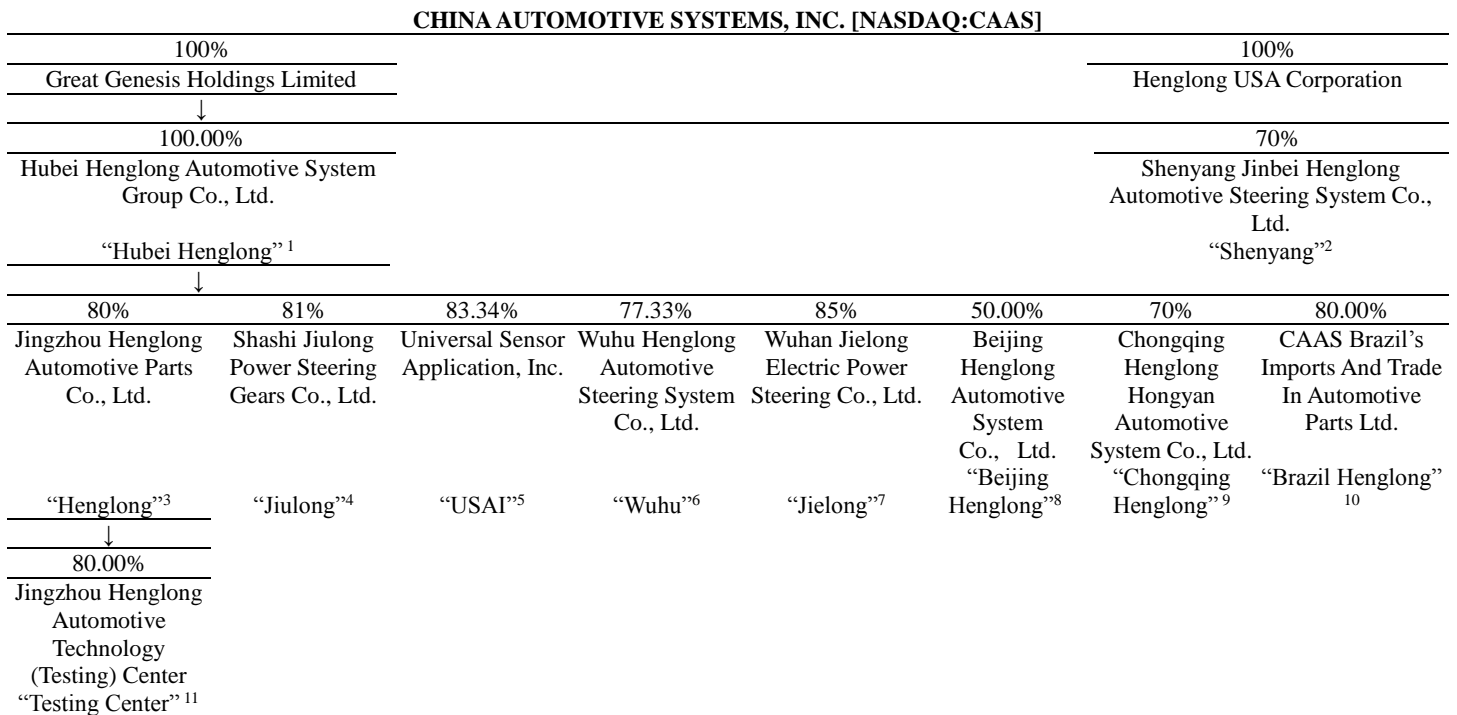 CHINA AUTOMOTIVE SYSTEMS, INC. [NASDAQ:CAAS]
100%
Great Genesis Holdings Limited
↓
100%
Henglong USA Corporation
100.00%
Hubei Henglong Automotive System
Group Co., Ltd.
“Hubei Henglong” 1
↓
70%
Shenyang Jinbei Henglong
Automotive Steering System Co.,
Ltd.
“Shenyang”2
80%
Jingzhou Henglong
Automotive Parts
Co., Ltd.
“Henglong”3
↓
81%
Shashi Jiulong
Power Steering
Gears Co., Ltd.
“Jiulong”4
83.34%
Universal Sensor
Application, Inc.
“USAI”5
77.33%
Wuhu Henglong
Automotive
Steering System
Co., Ltd.
“Wuhu”6
85%
Wuhan Jielong
Electric Power
Steering Co., Ltd.
“Jielong”7
50.00%
Beijing
Henglong
Automotive
System
Co., Ltd.
“Beijing
Henglong”8
70%
Chongqing
Henglong
Hongyan
Automotive
System Co., Ltd.
“Chongqing
Henglong” 9
80.00%
CAAS Brazil’s
Imports And Trade
In Automotive
Parts Ltd.
“Brazil Henglong”
10
80.00%
Jingzhou Henglong
Automotive
Technology
(Testing) Center
“Testing Center” 11